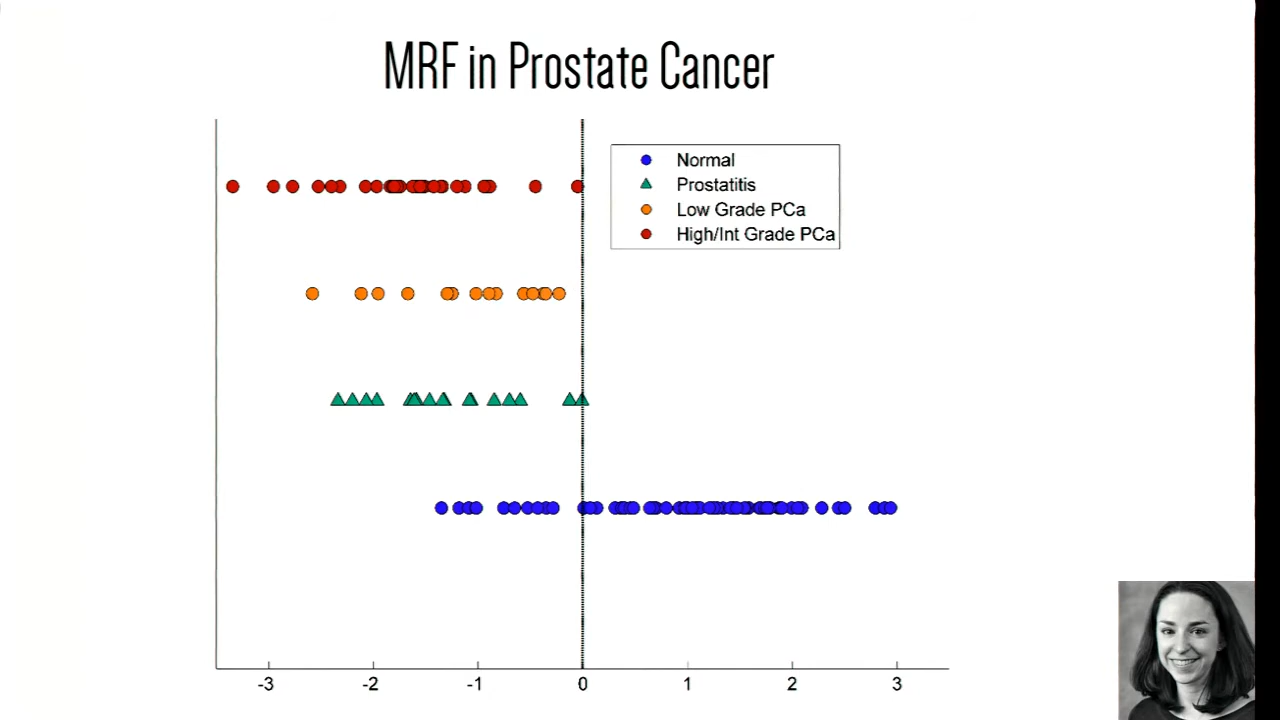 MRF in Prostate Cancer
Normal
Prostatitis
Low Grade PCa
High/Int Grade PCa
-3 -2 -1 0 1 2 3